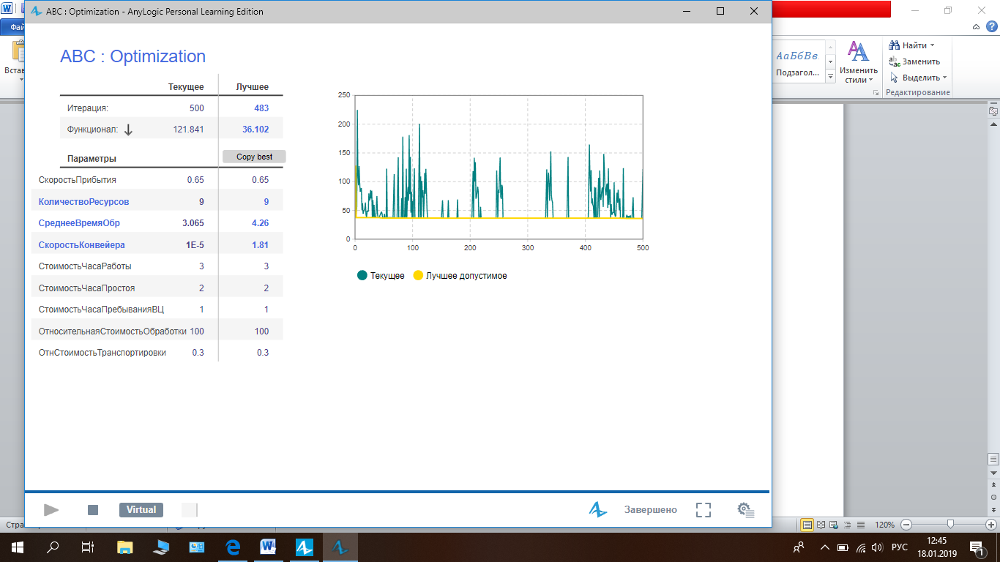 ABC : Optimization - AnyLogic Personal Learning Edition
ABC : Optimization
Текущее Лучшее
Итерация: 500 483
Функционал: 121.841 36.102
Параметры Copy best
СкоростьПрибытия 0.65 0.65
КоличествоРесурсов 9 9
СреднееВремяОбр 3.065 4.26
СкоростьКонвейера 1E-5 1.81
СтоимостьЧасаРаботы 3 3
СтоимостьЧасаПростоя 2 2
СтоимостьЧасаПребыванияВЦ 1 1
ОтносительнаяСтоимостьОбработки 100 100
ОтнСтоимостьТранспортировки 0.3 0.3
250
200
150
100
50
0
0 100 200 300 400 500
Текущее Лучшее допустимое
Virtual Завершено
Фай
Встав
АаБбВв
Подзагол...
Изменить стили
Найти
Заменить
Выделить
Редактирование
Стра
120%
РУС
12:45
18.01.2019
1